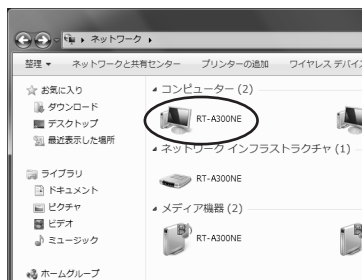 ネットワーク
整理 ネットワークと共有センター プリンターの追加 ワイヤレス デバイ
お気に入り
ダウンロード
デスクトップ
最近表示した場所
ライブラリ
ドキュメント
ピクチャ
ビデオ
ミュージック
ホームグループ
コンピューター (2)
RT-A300NE
ネットワーク インフラストラクチャ (1)
RT-A300NE
メディア機器 (2)
RT-A300NE